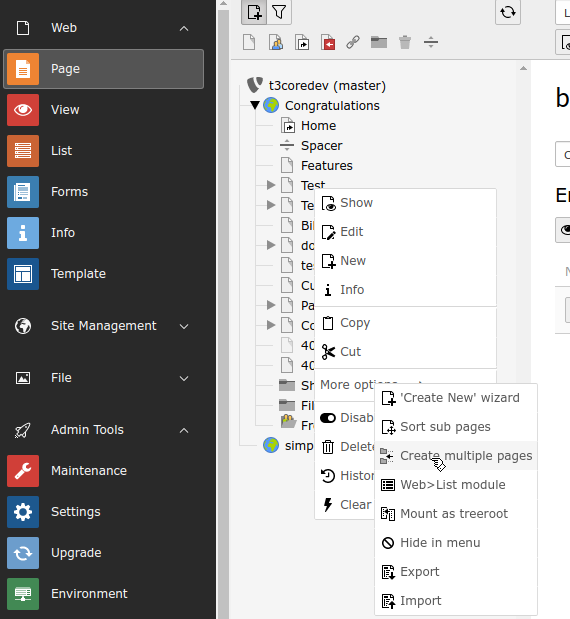 Web
Page
View
List
Forms
Info
Template
Site Management
File
Admin Tools
Maintenance
Settings
Upgrade
Environment
t3coredev (master)
Congratulations
Home
Spacer
Features
Test
Te
Bi
do
te
Cu
Pa
Co
40
40
Sh
Fil
Fr
simp
Show
Edit
New
Info
Copy
Cut
More options
Disab
Delete
Histor
Clear
'Create New' wizard
Sort sub pages
Create multiple pages
Web>List module
Mount as treeroot
Hide in menu
Export
Import
L
b
C
Er